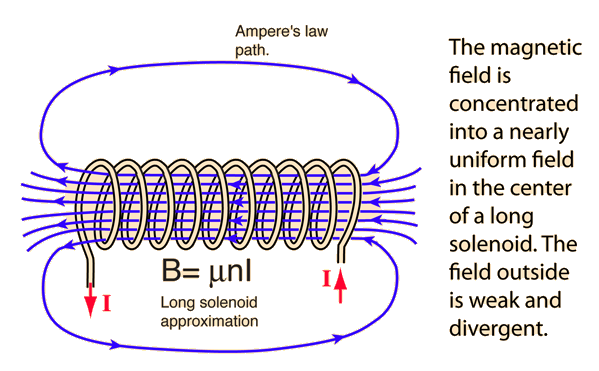 Ampere's law
path.
The magnetic
field is
concentrated
into a nearly
uniform field
in the center
of a long
solenoid. The
field outside
is weak and
divergent.
B= μnI
I
I
Long solenoid
approximation